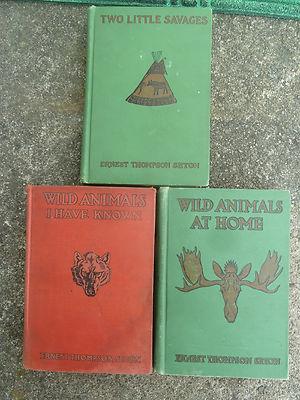 TWO LITTLE SAVAGES
ERNEST THOMPSON SETON
WILD ANIMALS
I HAVE KNOWN
ERNEST THOMPSON SETON
WILD ANIMALS
AT HOME
ERNEST THOMPSON SETON